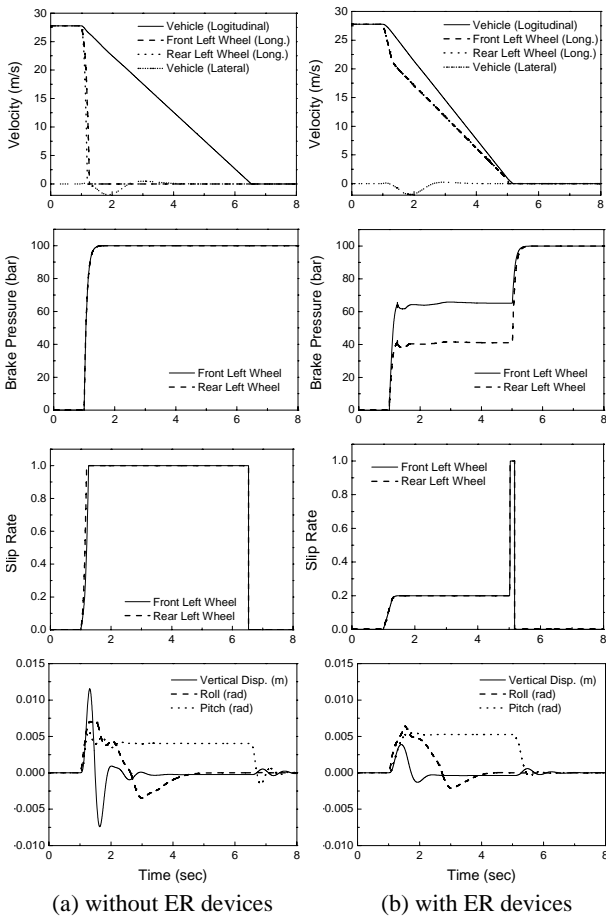 Velocity (m/s)
35
30
25
20
15
10
5
0
0 2 4 6 8
Vehicle (Logitudinal)
Front Left Wheel (Long.)
Rear Left Wheel (Long.)
Vehicle (Lateral)
Velocity (m/s)
35
30
25
20
15
10
5
0
0 2 4 6 8
Vehicle (Longitudinal)
Front Left Wheel (Long.)
Rear Left Wheel (Long.)
Vehicle (Lateral)
Brake Pressure (bar)
100
80
60
40
20
0
0 2 4 6 8
Front Left Wheel
Rear Left Wheel
Brake Pressure (bar)
100
80
60
40
20
0
0 2 4 6 8
Front Left Wheel
Rear Left Wheel
Slip Rate
1.0
0.8
0.6
0.4
0.2
0.0
0 2 4 6 8
Front Left Wheel
Rear Left Wheel
Slip Rate
1.0
0.8
0.6
0.4
0.2
0.0
0 2 4 6 8
Front Left Wheel
Rear Left Wheel
0.015
0.010
0.005
0.000
-0.005
-0.010
0 2 4 6 8
Vertical Disp. (m)
Roll (rad)
Pitch (rad)
Time (sec)
0.015
0.010
0.005
0.000
-0.005
-0.010
0 2 4 6 8
Vertical Disp. (m)
Roll (rad)
Pitch (rad)
Time (sec)
(a) without ER devices
(b) with ER devices